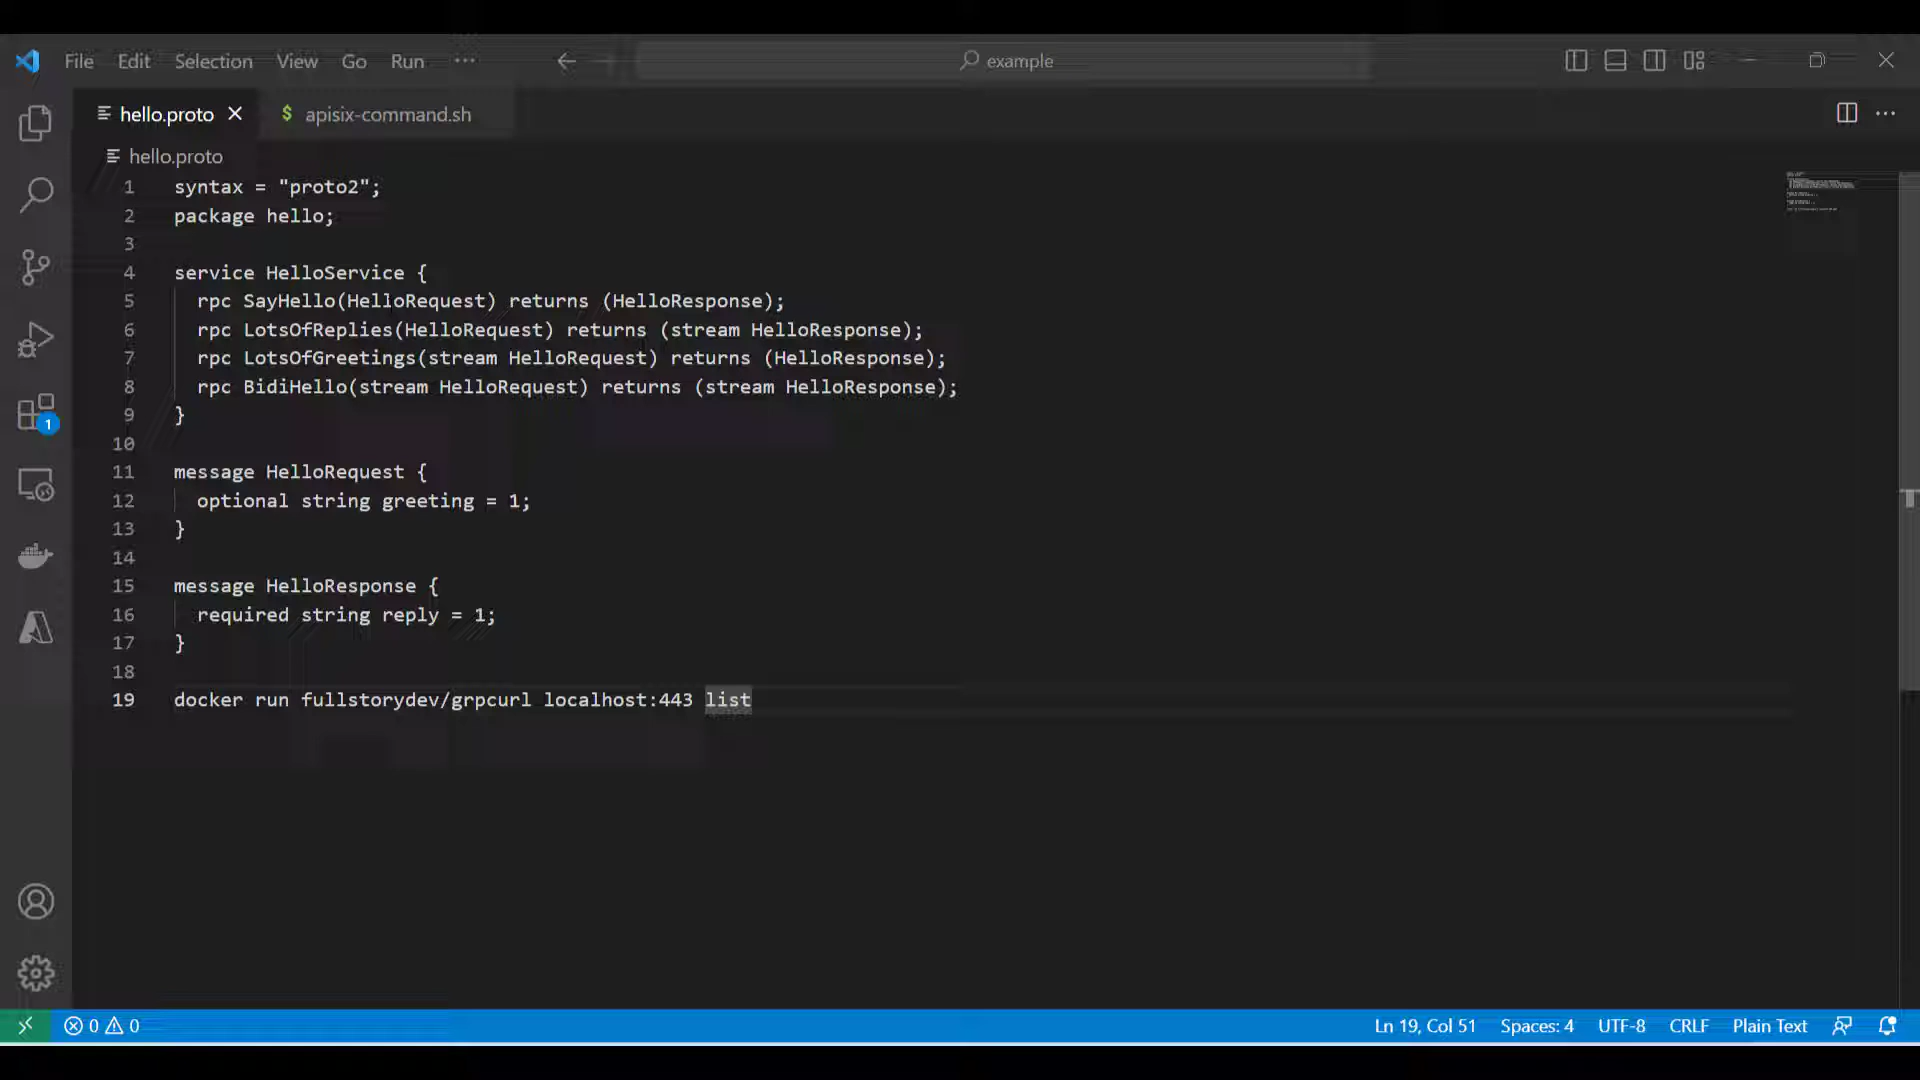 File Edit Selection View Go Run ··· example
hello.proto apisix-command.sh
hello.proto
1 syntax = "proto2";
2 package hello;
3
4 service HelloService {
5 rpc SayHello(HelloRequest) returns (HelloResponse);
6 rpc LotsOfReplies(HelloRequest) returns (stream HelloResponse);
7 rpc LotsOfGreetings(stream HelloRequest) returns (HelloResponse);
8 rpc BidiHello(stream HelloRequest) returns (stream HelloResponse);
9 }
10
11 message HelloRequest {
12 optional string greeting = 1;
13 }
14
15 message HelloResponse {
16 required string reply = 1;
17 }
18
19 docker run fullstorydev/grpcurl localhost:443 list
1
0 0 Ln 19, Col 51 Spaces: 4 UTF-8 CRLF Plain Text